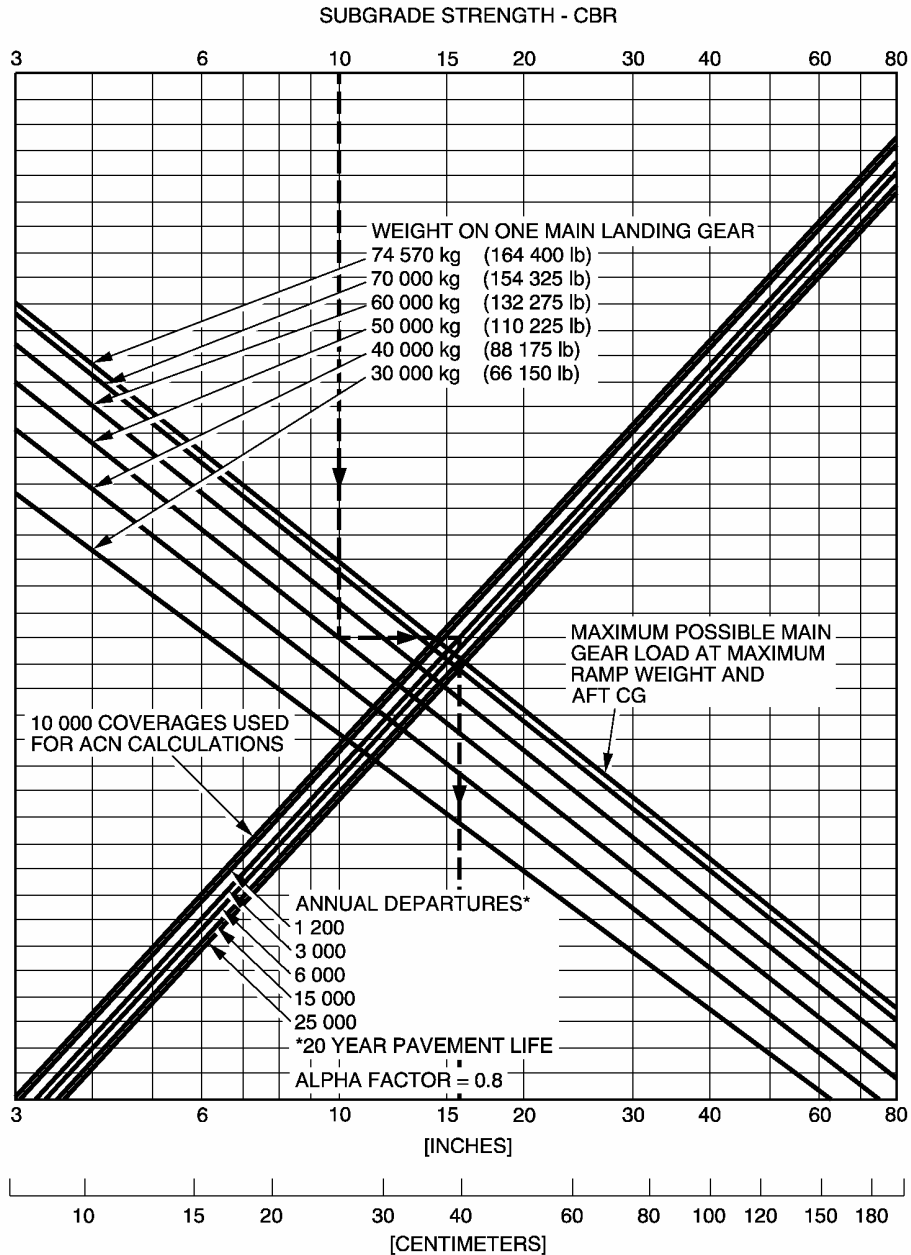 SUBGRADE STRENGTH - CBR
3 6 10 15 20 30 40 60 80
WEIGHT ON ONE MAIN LANDING GEAR
74 570 kg (164 400 lb)
70 000 kg (154 325 lb)
60 000 kg (132 275 lb)
50 000 kg (110 225 lb)
40 000 kg (88 175 lb)
30 000 kg (66 150 lb)
MAXIMUM POSSIBLE MAIN
GEAR LOAD AT MAXIMUM
RAMP WEIGHT AND
AFT CG
10 000 COVERAGES USED
FOR ACN CALCULATIONS
ANNUAL DEPARTURES*
1 200
3 000
6 000
15 000
25 000
*20 YEAR PAVEMENT LIFE
ALPHA FACTOR = 0.8
3 6 10 15 20 30 40 60 80
[INCHES]
10 15 20 30 40 60 80 100 120 150 180
[CENTIMETERS]